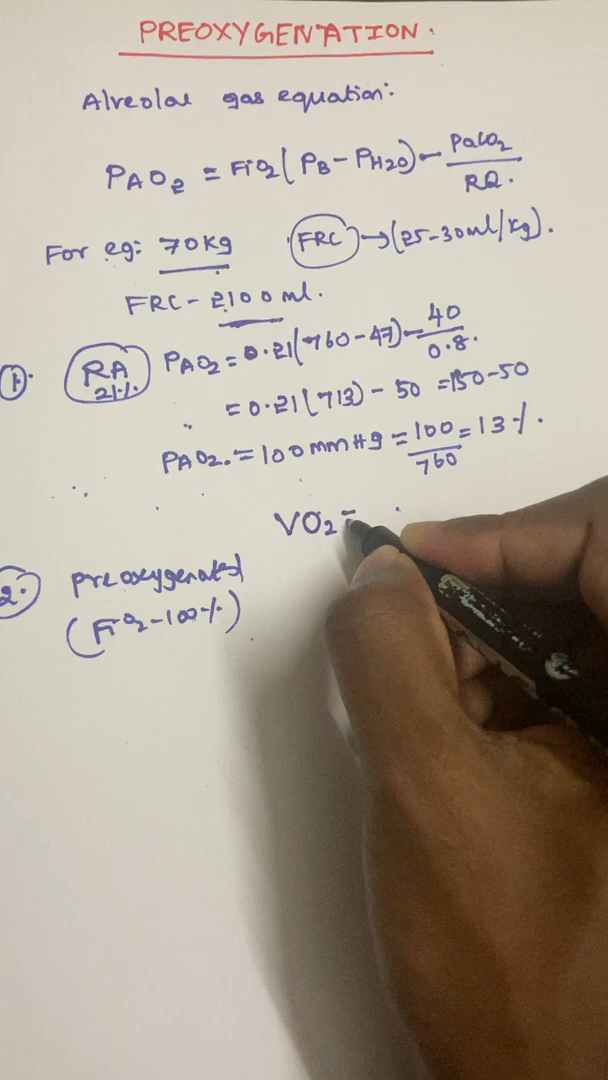 PREOXYGENATION.
Alveolar gas equation:
PAO2 = FiO2(PB-PH2O) - PaCO2/RQ.
For eg: 70kg FRC → (25-30ml/kg).
FRC - 2100 ml.
1. RA 21% PAO2 = 0.21(760-47) - 40/0.8.
= 0.21(713) - 50 = 150-50
PAO2. = 100mmHg = 100/760 = 13%.
VO2 =
2. preoxygenated
(FiO2-100%)